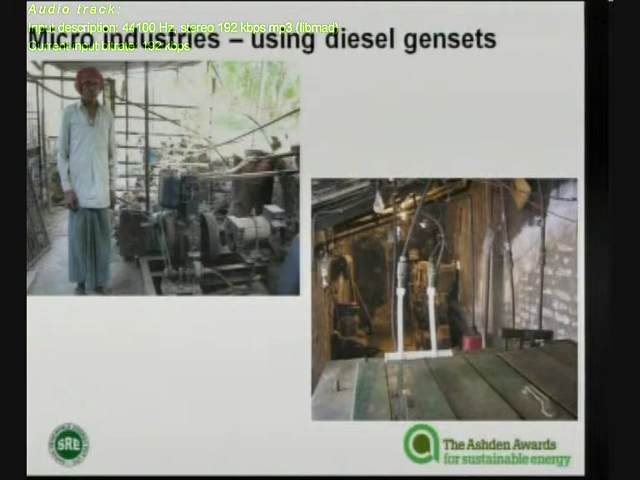 Audio track:
Input description: 44100 Hz, stereo 192 kbps mp3 (libmad)
Current input bitrate: 192 kbps
Micro industries – using diesel gensets
SRE
The Ashden Awards
for sustainable energy